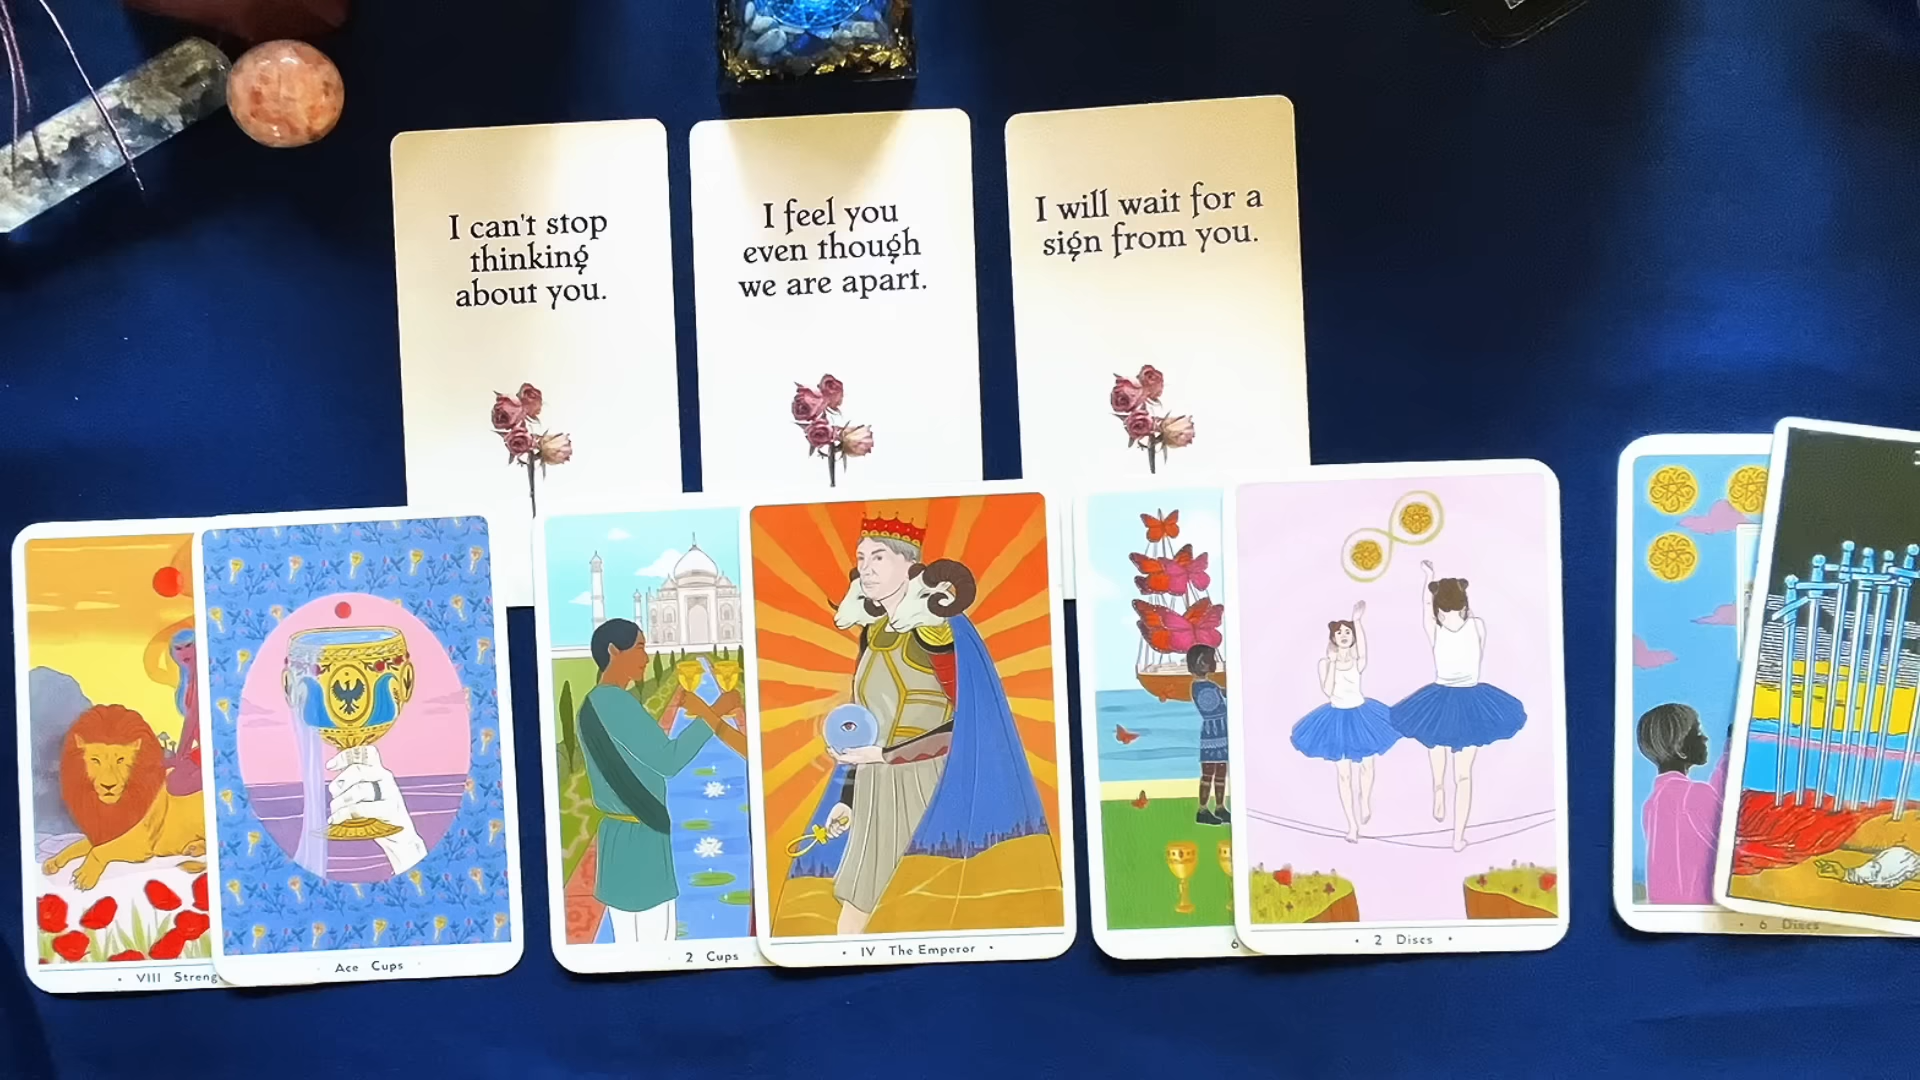 I can't stop
thinking
about you.
I feel you
even though
we are apart.
I will wait for a
sign from you.
· VIII Streng
· Ace Cups ·
· 2 Cups
· IV The Emperor ·
6
· 2 Discs ·
· 6 Discs